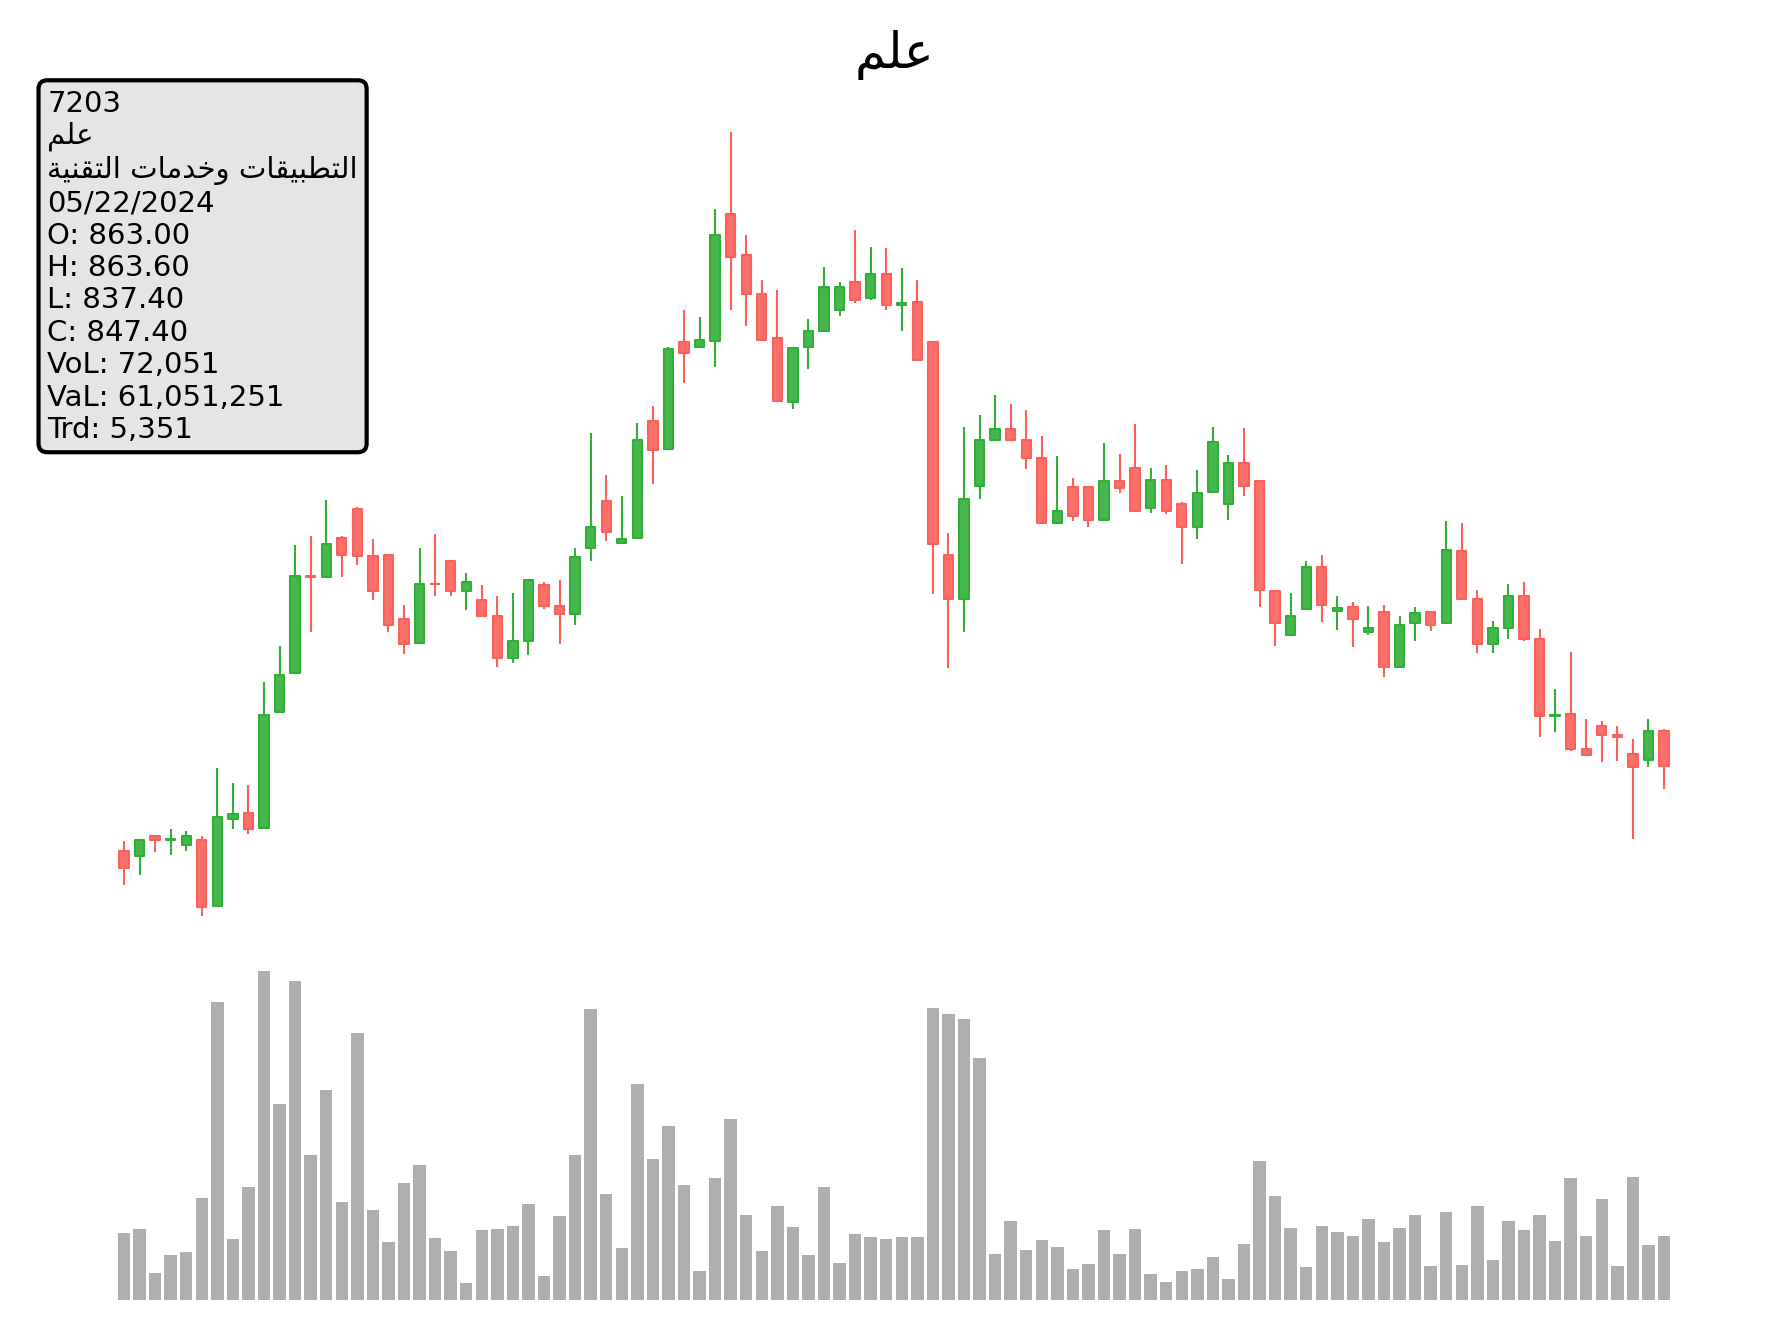 علم
7203
علم
التطبيقات وخدمات التقنية
05/22/2024
O: 863.00
H: 863.60
L: 837.40
C: 847.40
VoL: 72,051
VaL: 61,051,251
Trd: 5,351